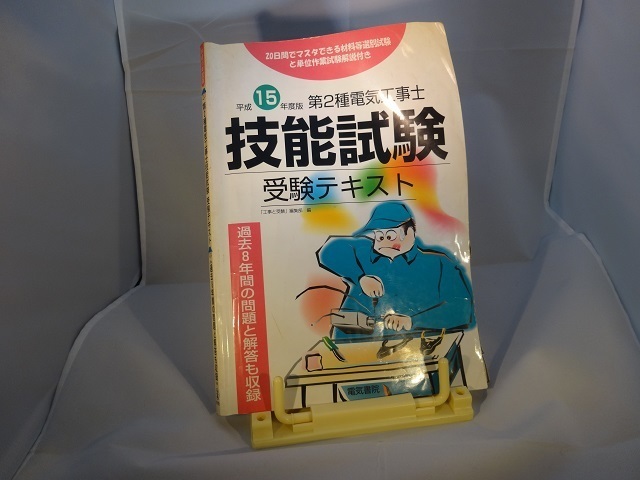 20日間でマスタできる材料等選別試験
と単位作業試験解説付き
平成15年度版 第2種電気工事士
技能試験
受験テキスト
「工事と受験」編集部 編
過去8年間の問題と解答も収録
電気書院